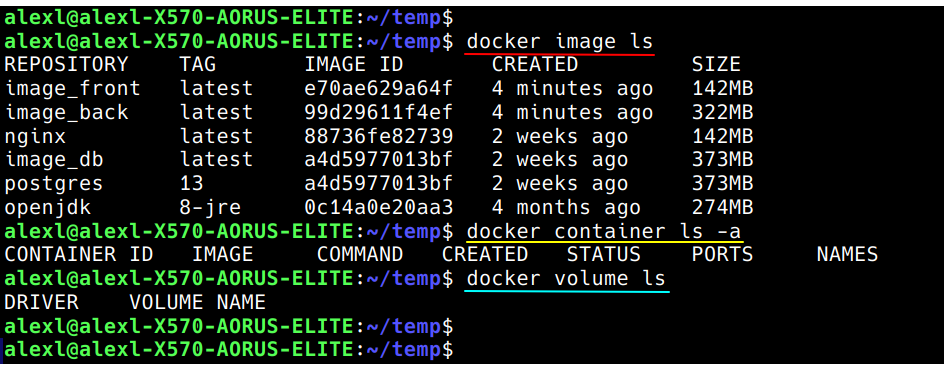 alexl@alexl-X570-AORUS-ELITE:~/temp$
alexl@alexl-X570-AORUS-ELITE:~/temp$ docker image ls
REPOSITORY    TAG       IMAGE ID       CREATED         SIZE
image_front   latest    e70ae629a64f   4 minutes ago   142MB
image_back    latest    99d29611f4ef   4 minutes ago   322MB
nginx         latest    88736fe82739   2 weeks ago     142MB
image_db      latest    a4d5977013bf   2 weeks ago     373MB
postgres      13        a4d5977013bf   2 weeks ago     373MB
openjdk       8-jre     0c14a0e20aa3   4 months ago    274MB
alexl@alexl-X570-AORUS-ELITE:~/temp$ docker container ls -a
CONTAINER ID   IMAGE     COMMAND   CREATED   STATUS    PORTS     NAMES
alexl@alexl-X570-AORUS-ELITE:~/temp$ docker volume ls
DRIVER    VOLUME NAME
alexl@alexl-X570-AORUS-ELITE:~/temp$
alexl@alexl-X570-AORUS-ELITE:~/temp$